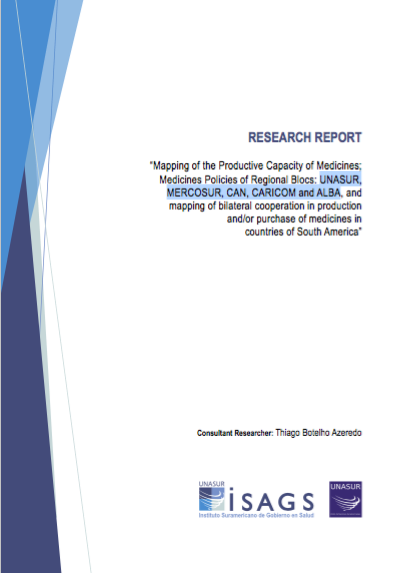 RESEARCH REPORT
"Mapping of the Productive Capacity of Medicines;
Medicines Policies of Regional Blocs: UNASUR,
MERCOSUR, CAN, CARICOM and ALBA, and
mapping of bilateral cooperation in production
and/or purchase of medicines in
countries of South America"
Consultant Researcher: Thiago Botelho Azeredo
UNASUR
ISAGS
Instituto Suramericano de Gobierno en Salud
UNASUR